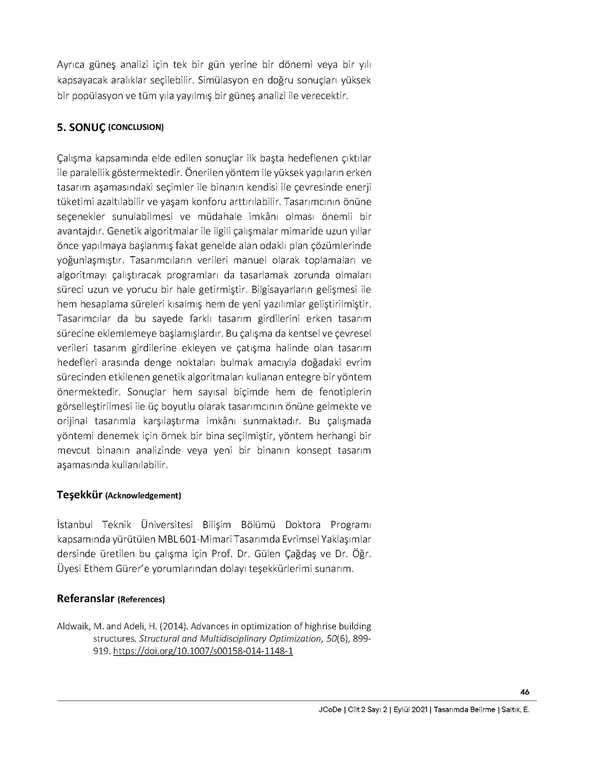 Ayrıca güneş analizi için tek bir gün yerine bir dönemi veya bir yılı
kapsayacak aralıklar seçilebilir. Simülasyon en doğru sonuçları yüksek
bir popülasyon ve tüm yıla yayılmış bir güneş analizi ile verecektir.
5. SONUÇ (CONCLUSION)
Çalışma kapsamında elde edilen sonuçlar ilk başta hedeflenen çıktılar
ile paralellik göstermektedir. Önerilen yöntem ile yüksek yapıların erken
tasarım aşamasındaki seçimler ile binanın kendisi ile çevresinde enerji
tüketimi azaltılabilir ve yaşam konforu arttırılabilir. Tasarımcının önüne
seçenekler sunulabilmesi ve müdahale imkânı olması önemli bir
avantajdır. Genetik algoritmalar ile ilgili çalışmalar mimaride uzun yıllar
önce yapılmaya başlanmış fakat genelde alan odaklı plan çözümlerinde
yoğunlaşmıştır. Tasarımcıların verileri manuel olarak toplamaları ve
algoritmayı çalıştıracak programları da tasarlamak zorunda olmaları
süreci uzun ve yorucu bir hale getirmiştir. Bilgisayarların gelişmesi ile
hem hesaplama süreleri kısalmış hem de yeni yazılımlar geliştirilmiştir.
Tasarımcılar da bu sayede farklı tasarım girdilerini erken tasarım
sürecine eklemlemeye başlamışlardır. Bu çalışma da kentsel ve çevresel
verileri tasarım girdilerine ekleyen ve çatışma halinde olan tasarım
hedefleri arasında denge noktaları bulmak amacıyla doğadaki evrim
sürecinden etkilenen genetik algoritmaları kullanan entegre bir yöntem
önermektedir. Sonuçlar hem sayısal biçimde hem de fenotiplerin
görselleştirilmesi ile üç boyutlu olarak tasarımcının önüne gelmekte ve
orijinal tasarımla karşılaştırma imkânı sunmaktadır. Bu çalışmada
yöntemi denemek için örnek bir bina seçilmiştir, yöntem herhangi bir
mevcut binanın analizinde veya yeni bir binanın konsept tasarım
aşamasında kullanılabilir.
Teşekkür (Acknowledgement)
İstanbul Teknik Üniversitesi Bilişim Bölümü Doktora Programı
kapsamında yürütülen MBL 601-Mimari Tasarımda Evrimsel Yaklaşımlar
dersinde üretilen bu çalışma için Prof. Dr. Gülen Çağdaş ve Dr. Öğr.
Üyesi Ethem Gürer’e yorumlarından dolayı teşekkürlerimi sunarım.
Referanslar (References)
Aldwaik, M. and Adeli, H. (2014). Advances in optimization of highrise building
structures. Structural and Multidisciplinary Optimization, 50(6), 899-
919. https://doi.org/10.1007/s00158-014-1148-1
46
JCoDe | Cilt 2 Sayı 2 | Eylül 2021 | Tasarımda Belirme | Saltık, E.